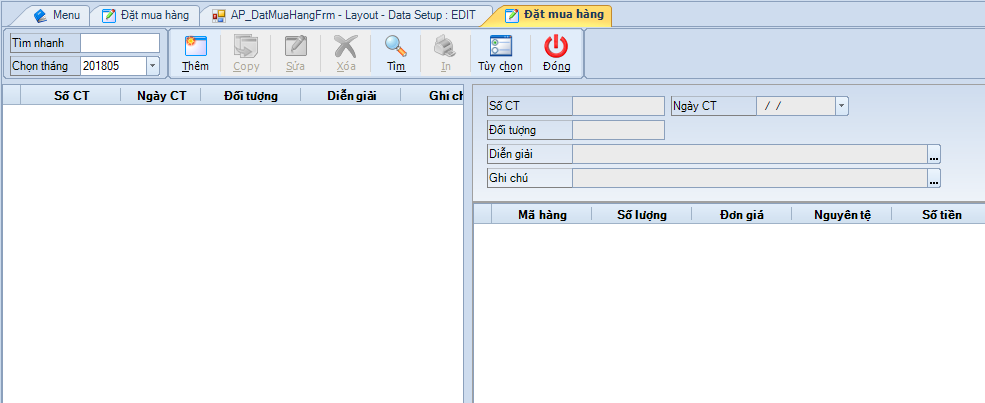 Menu Đặt mua hàng AP_DatMuaHangFrm - Layout - Data Setup : EDIT Đặt mua hàng
Tìm nhanh
Chọn tháng 201805
Thêm Copy Sửa Xóa Tìm In Tùy chọn Đóng
Số CT Ngày CT Đối tượng Diễn giải Ghi ch
Số CT Ngày CT / /
Đối tượng
Diễn giải ...
Ghi chú ...
Mã hàng Số lượng Đơn giá Nguyên tệ Số tiền